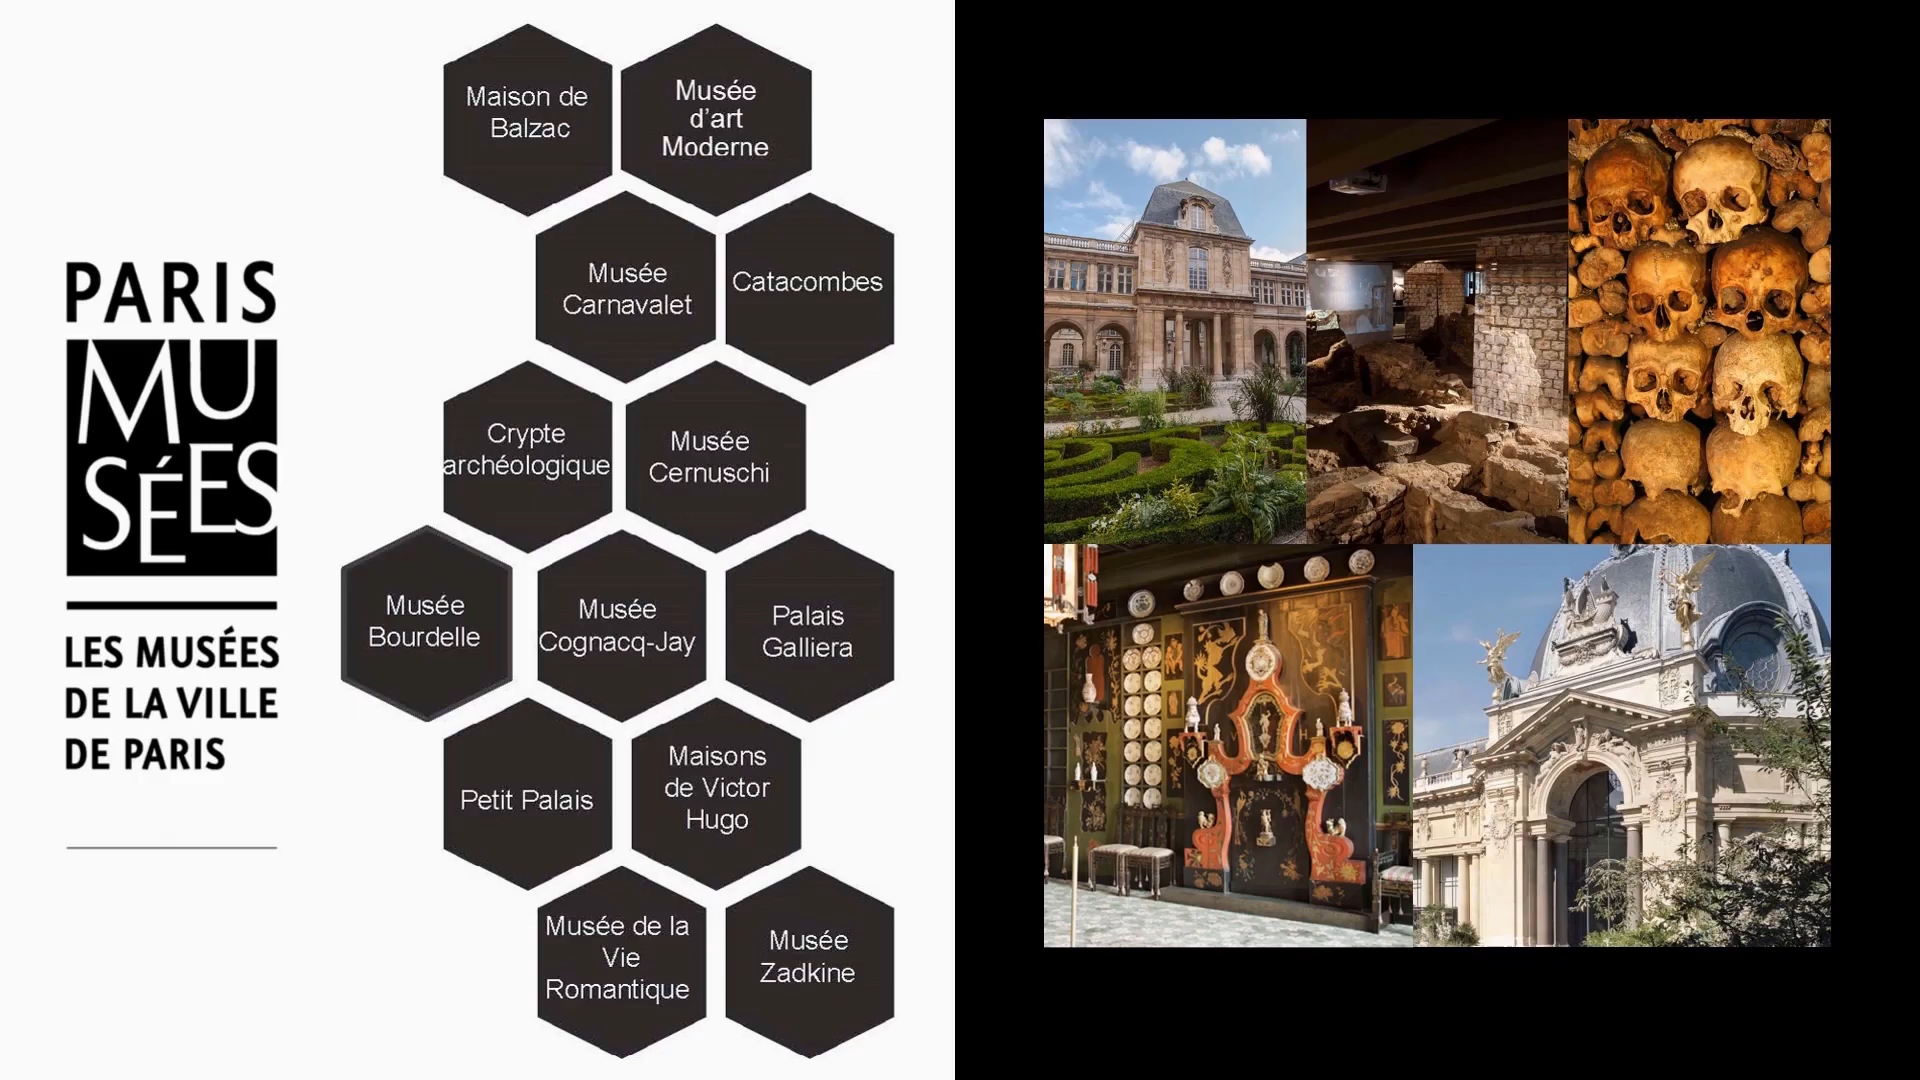 PARIS
MU
SÉES
LES MUSÉES
DE LA VILLE
DE PARIS
Maison de
Balzac
Musée
d’art
Moderne
Musée
Carnavalet
Catacombes
Crypte
archéologique
Musée
Cernuschi
Musée
Bourdelle
Musée
Cognacq-Jay
Palais
Galliera
Petit Palais
Maisons
de Victor
Hugo
Musée de la
Vie
Romantique
Musée
Zadkine